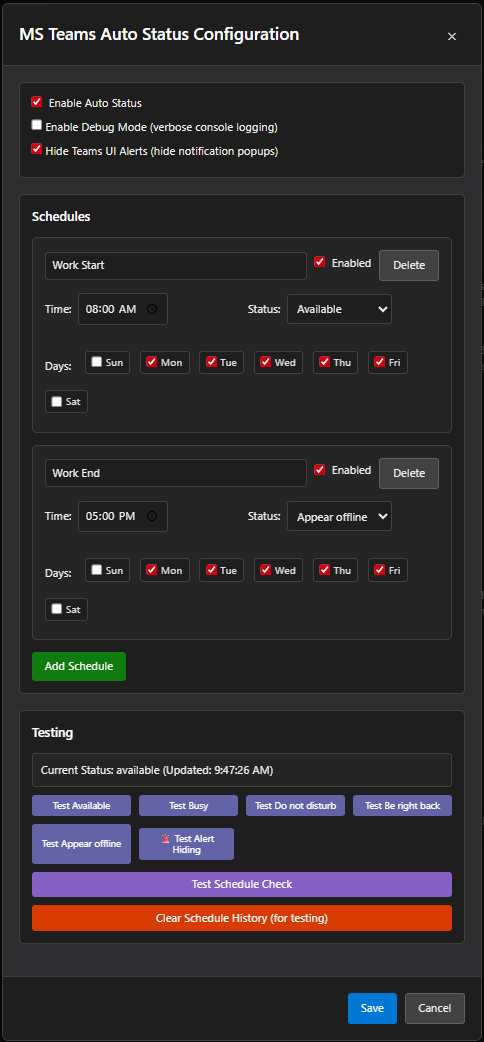 MS Teams Auto Status Configuration ×
Enable Auto Status
Enable Debug Mode (verbose console logging)
Hide Teams UI Alerts (hide notification popups)
Schedules
Work Start Enabled Delete
Time: 08:00 AM Status: Available
Days: Sun Mon Tue Wed Thu Fri
Sat
Work End Enabled Delete
Time: 05:00 PM Status: Appear offline
Days: Sun Mon Tue Wed Thu Fri
Sat
Add Schedule
Testing
Current Status: available (Updated: 9:47:26 AM)
Test Available Test Busy Test Do not disturb Test Be right back
Test Appear offline 🚨 Test Alert
Hiding
Test Schedule Check
Clear Schedule History (for testing)
Save Cancel